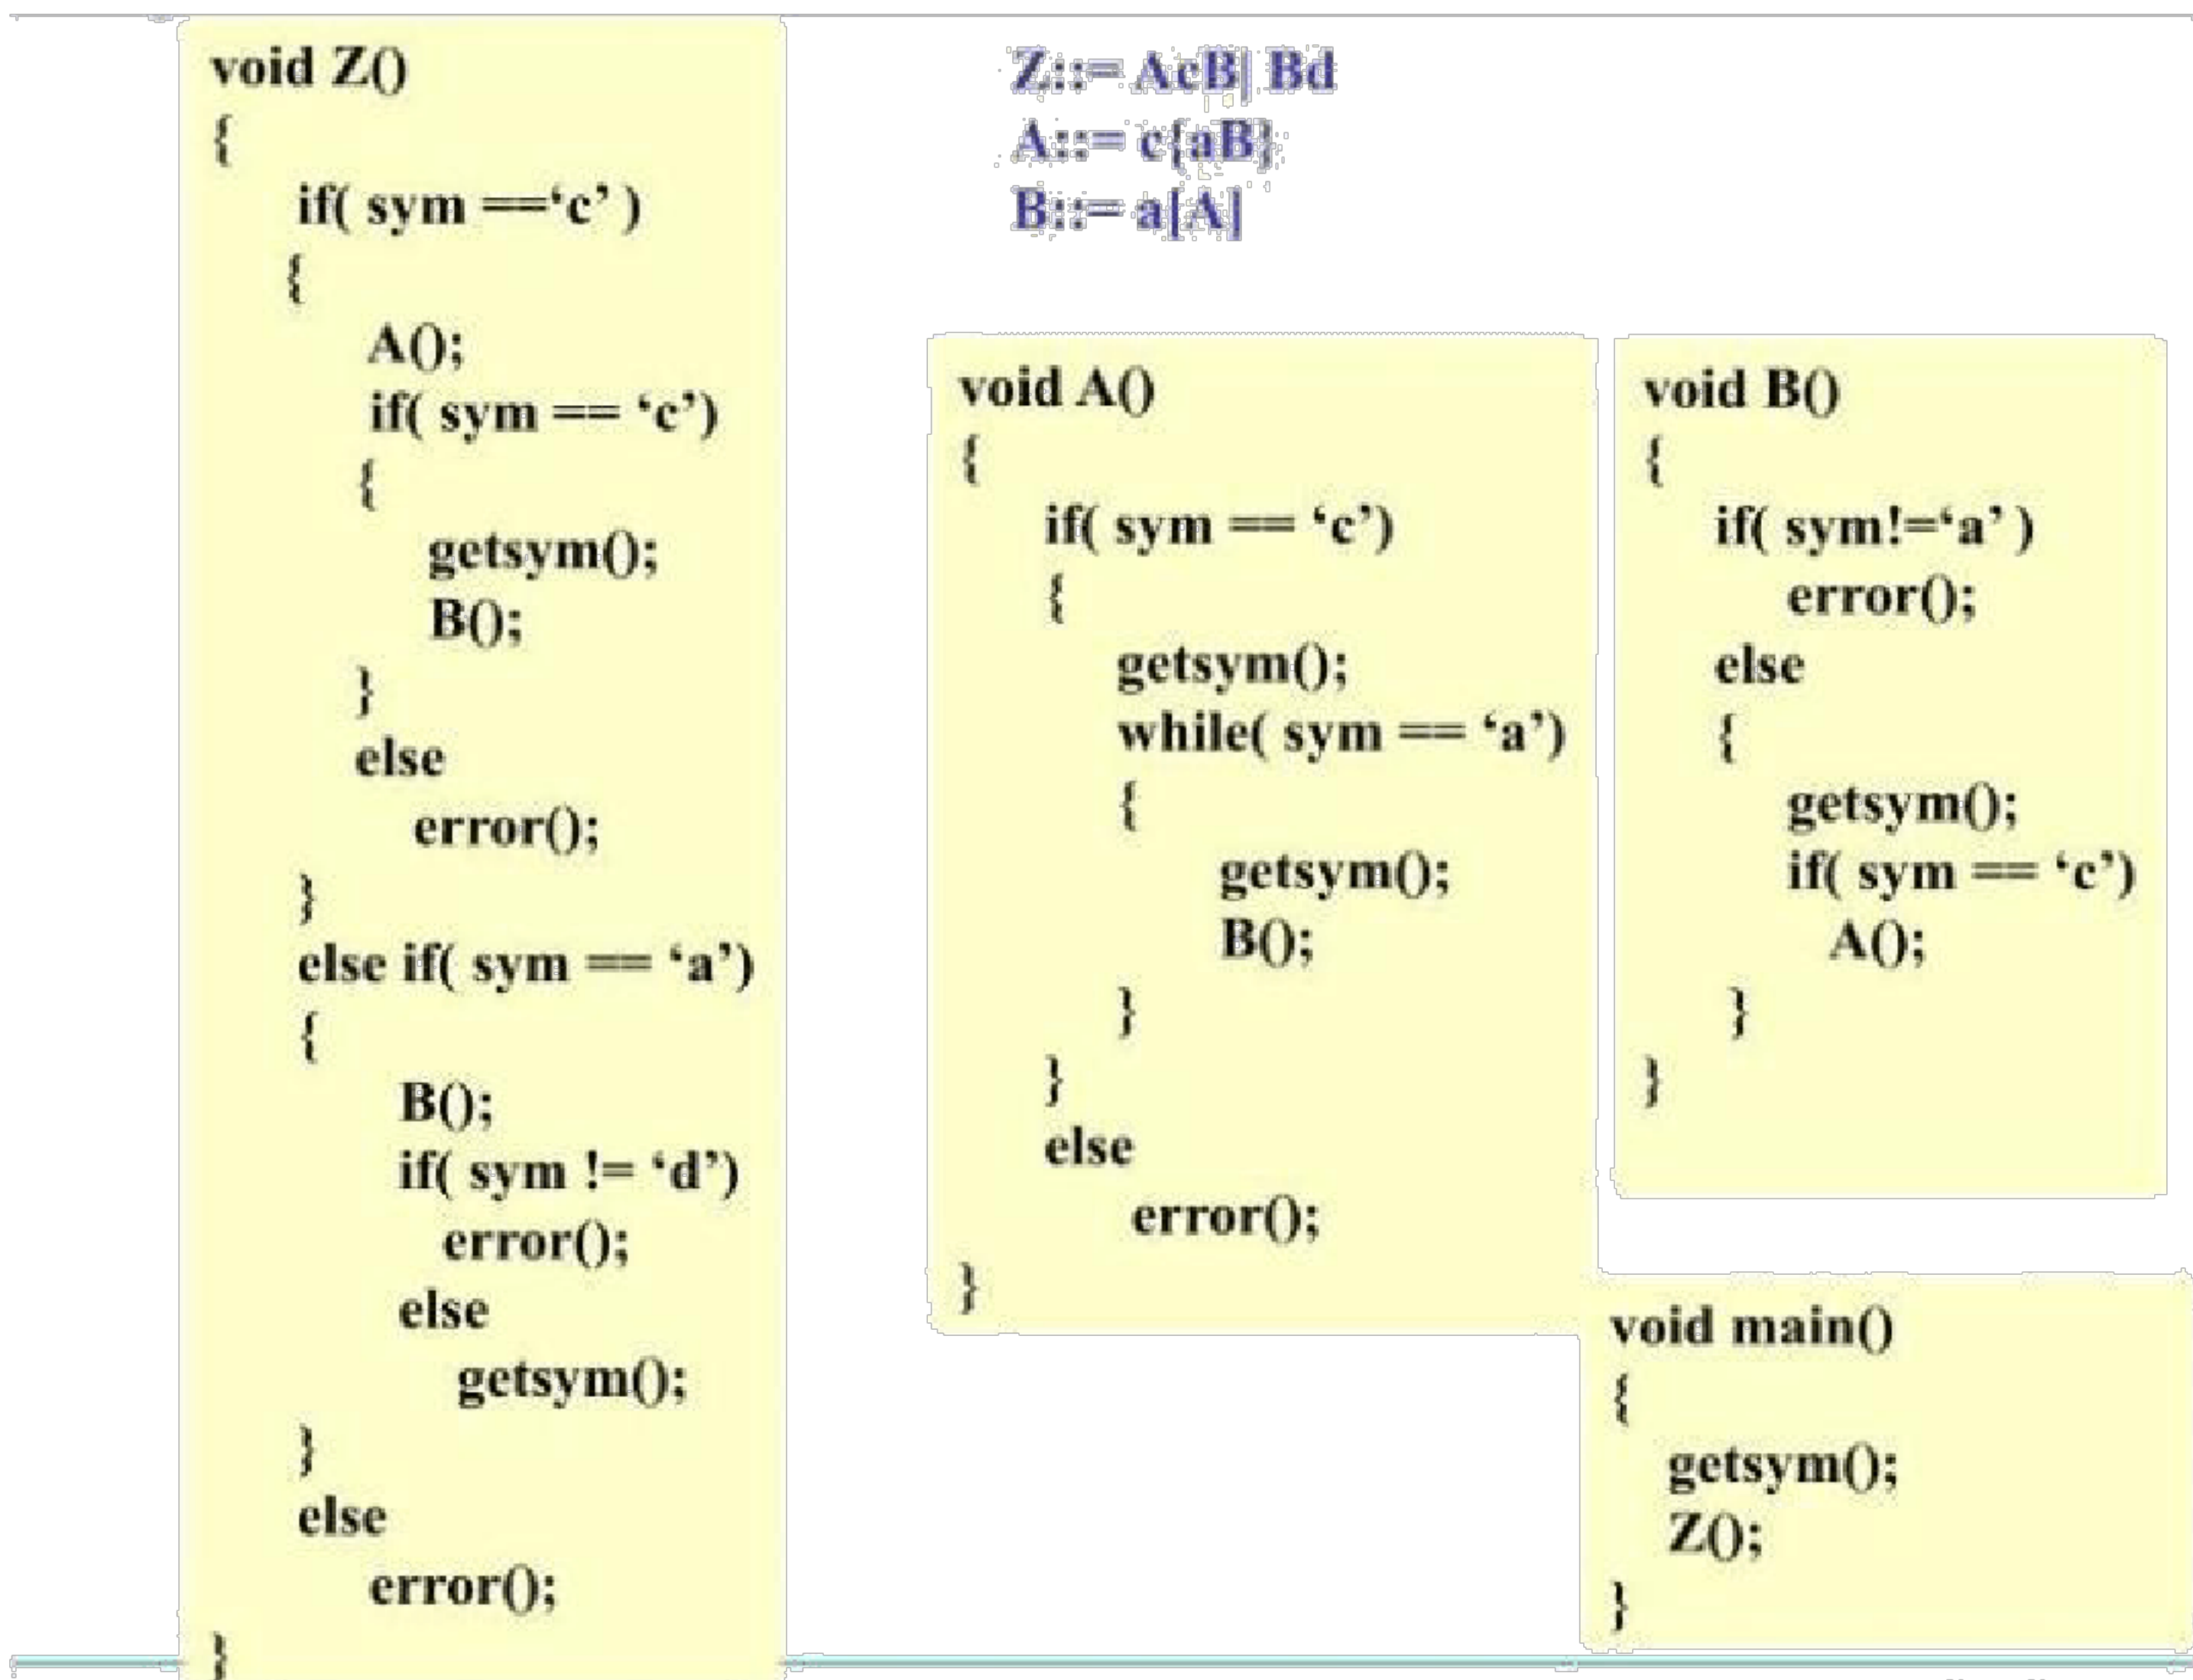 void Z()
{
if( sym ==‘c’ )
{
A();
if( sym == ‘c’)
{
getsym();
B();
}
else
error();
}
else if( sym == ‘a’)
{
B();
if( sym != ‘d’)
error();
else
getsym();
}
else
error();
}
Z::= AcB| Bd
A::= c{aB}
B::= a[A]
void A()
{
if( sym == ‘c’)
{
getsym();
while( sym == ‘a’)
{
getsym();
B();
}
}
else
error();
}
void B()
{
if( sym!=‘a’ )
error();
else
{
getsym();
if( sym == ‘c’)
A();
}
}
void main()
{
getsym();
Z();
}